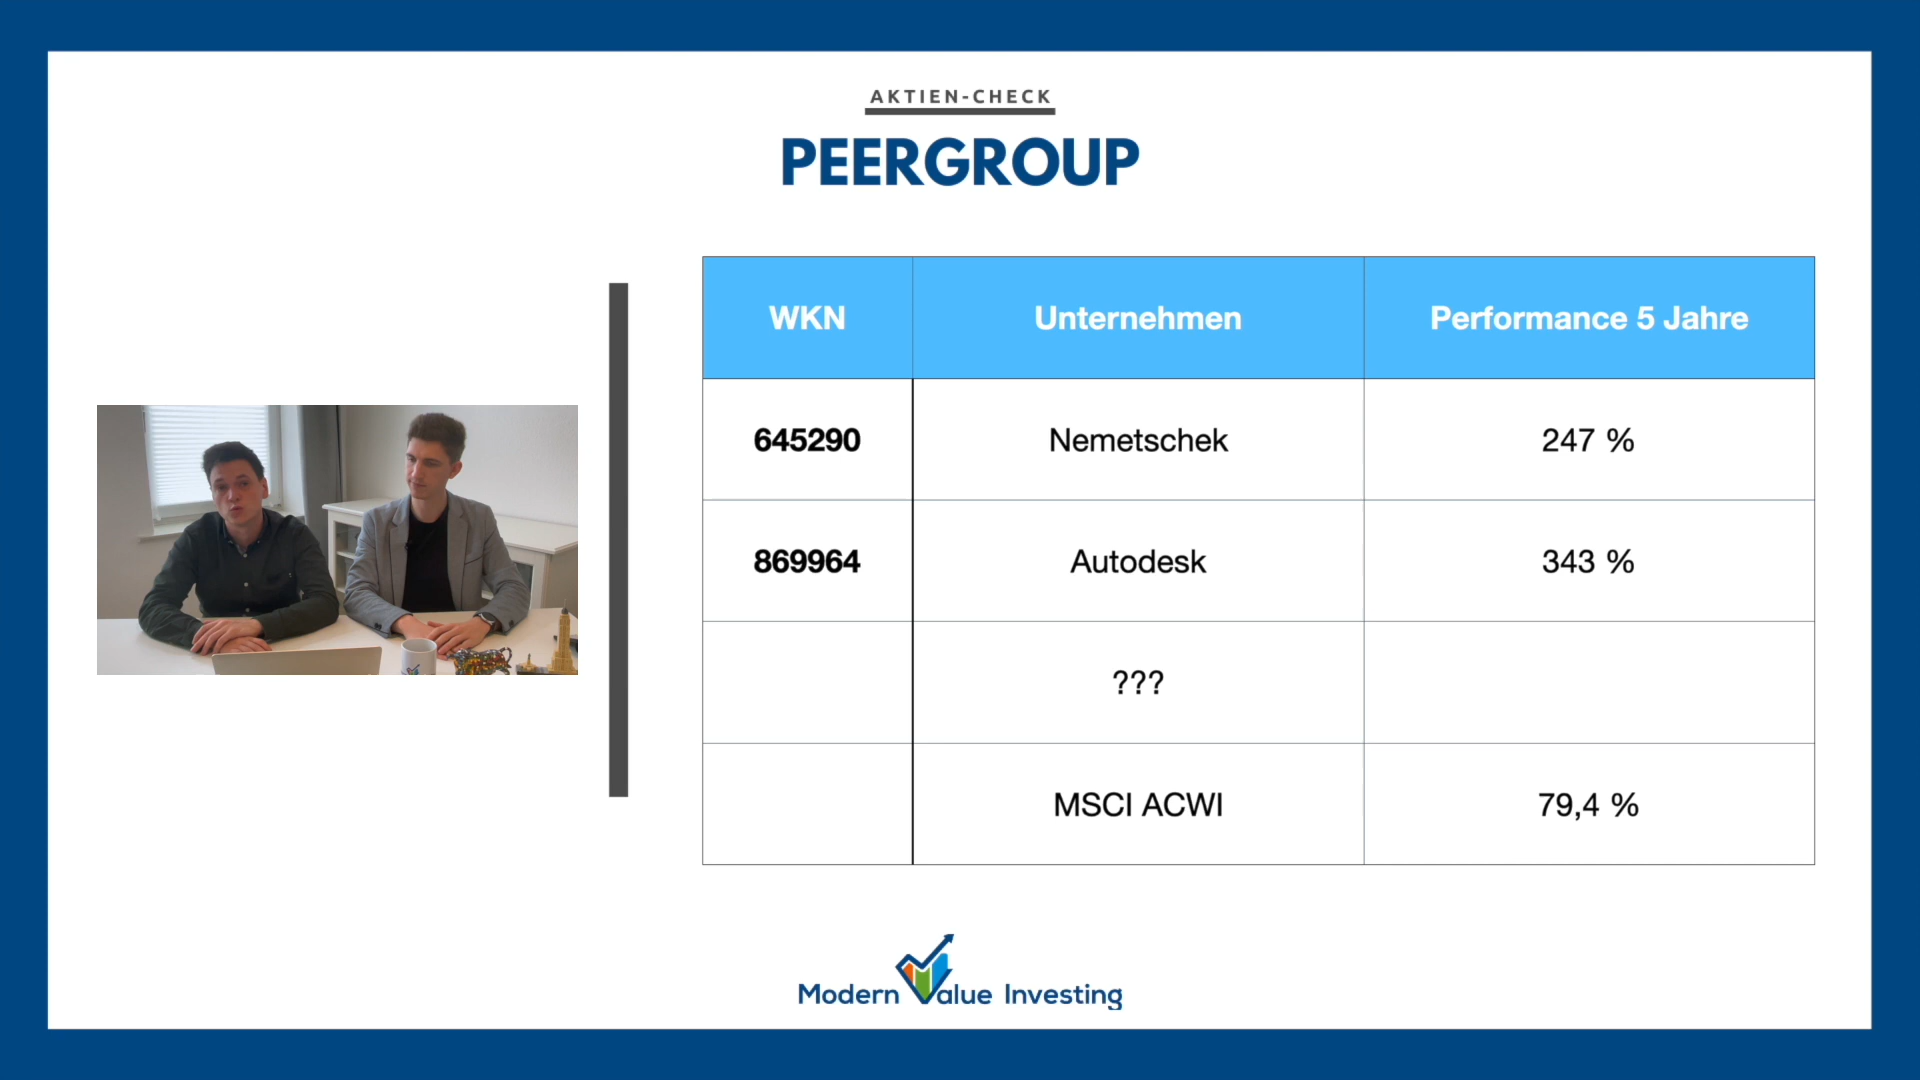 AKTIEN-CHECK
PEERGROUP
WKN Unternehmen Performance 5 Jahre
645290 Nemetschek 247 %
869964 Autodesk 343 %
???
MSCI ACWI 79,4 %
Modern Value Investing